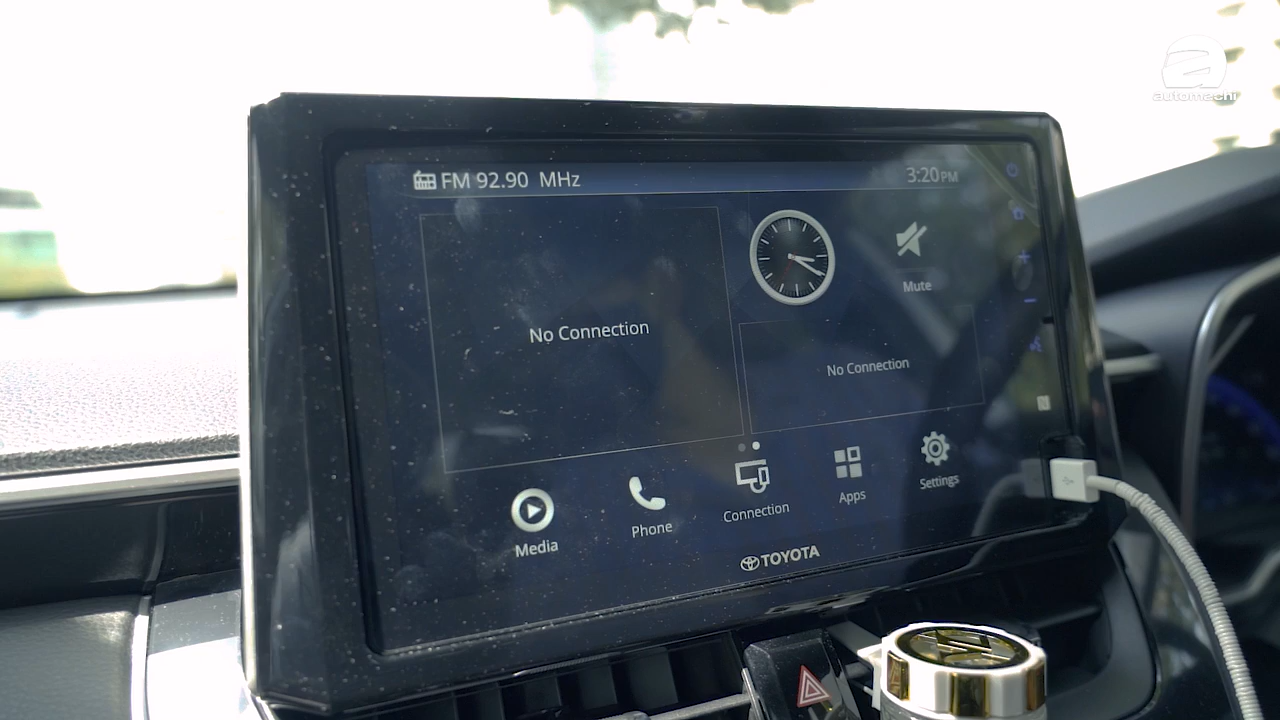 automachi
FM 92.90 MHz
3:20PM
No Connection
Mute
No Connection
Media
Phone
Connection
Apps
Settings
TOYOTA